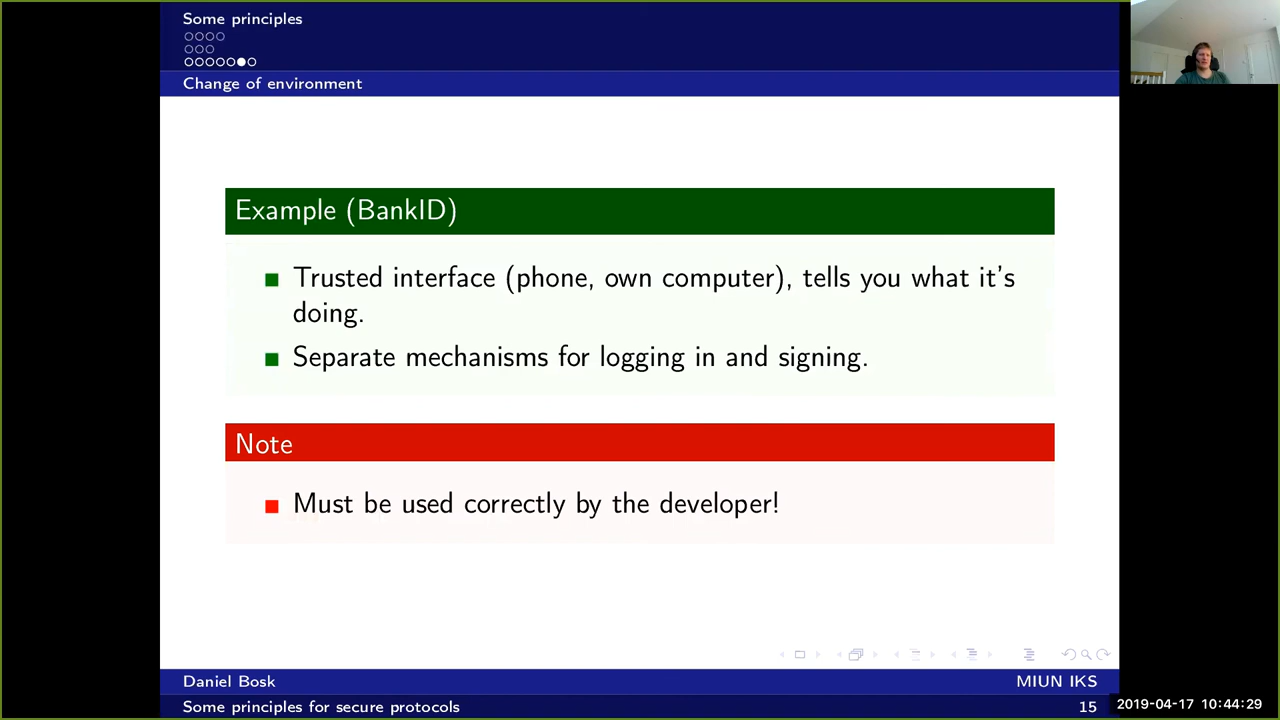 Some principles
Change of environment
Example (BankID)
Trusted interface (phone, own computer), tells you what it's
doing.
Separate mechanisms for logging in and signing.
Note
Must be used correctly by the developer!
Daniel Bosk
MIUN IKS
Some principles for secure protocols
15
2019-04-17 10:44:29